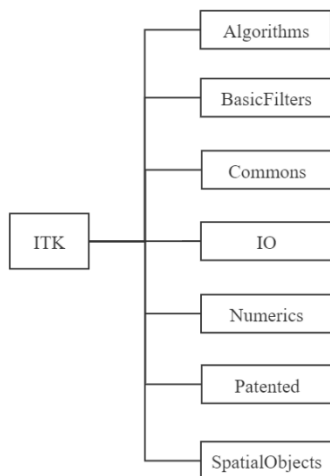 Algorithms
BasicFilters
Commons
ITK
IO
Numerics
Patented
SpatialObjects